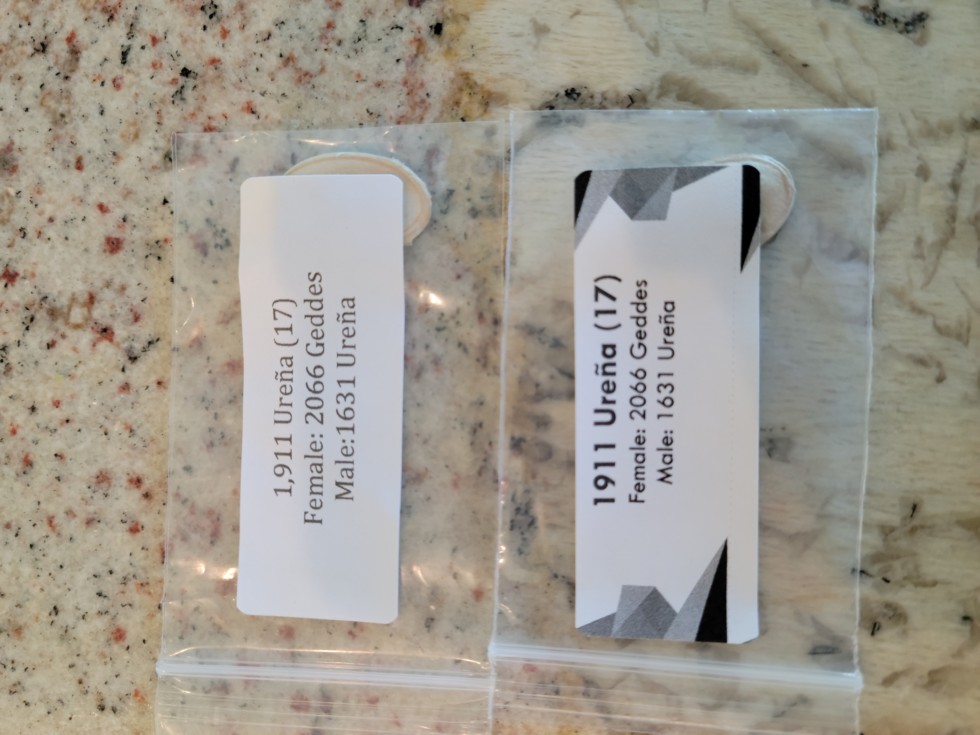 1,911 Ureña (17)
Female: 2066 Geddes
Male:1631 Ureña
1911 Ureña (17)
Female: 2066 Geddes
Male: 1631 Ureña